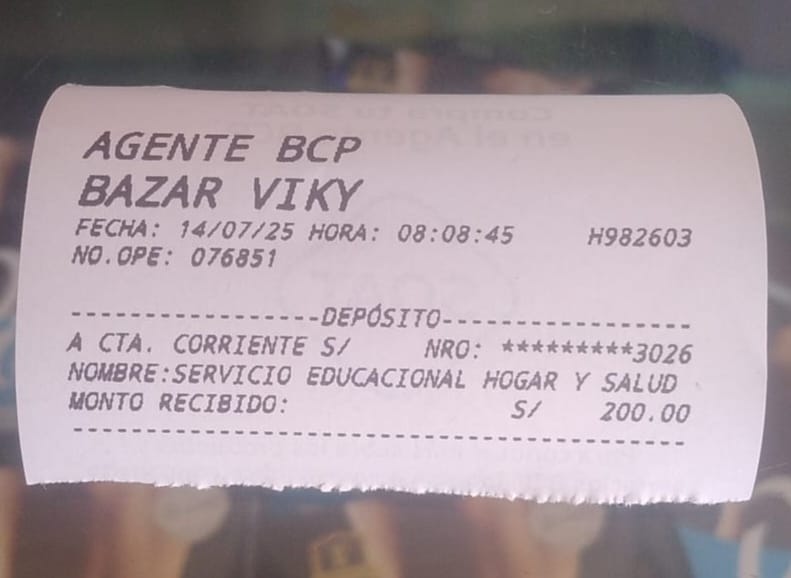 AGENTE BCP
BAZAR VIKY
FECHA: 14/07/25 HORA: 08:08:45 H982603
NO.OPE: 076851
------------------DEPÓSITO------------------
A CTA. CORRIENTE S/ NRO: *********3026
NOMBRE:SERVICIO EDUCACIONAL HOGAR Y SALUD
MONTO RECIBIDO: S/ 200.00
--------------------------------------------